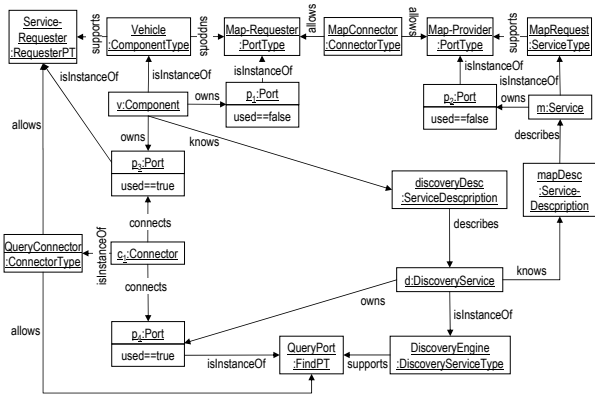 Service-
Requester
:RequesterPT
supports
Vehicle
:ComponentType
supports
Map-Requester
:PortType
allows
MapConnector
:ConnectorType
allows
Map-Provider
:PortType
supports
MapRequest
:ServiceType
isInstanceOf
isInstanceOf
isInstanceOf
isInstanceOf
isInstanceOf
v:Component
owns
p1:Port
used==false
p2:Port
used==false
owns
m:Service
allows
owns
knows
describes
p3:Port
used==true
discoveryDesc
:ServiceDescpription
mapDesc
:Service-
Descpription
connects
describes
QueryConnector
:ConnectorType
isInstanceOf
c1:Connector
connects
d:DiscoveryService
knows
owns
isInstanceOf
allows
p4:Port
used==true
isInstanceOf
QueryPort
:FindPT
supports
DiscoveryEngine
:DiscoveryServiceType